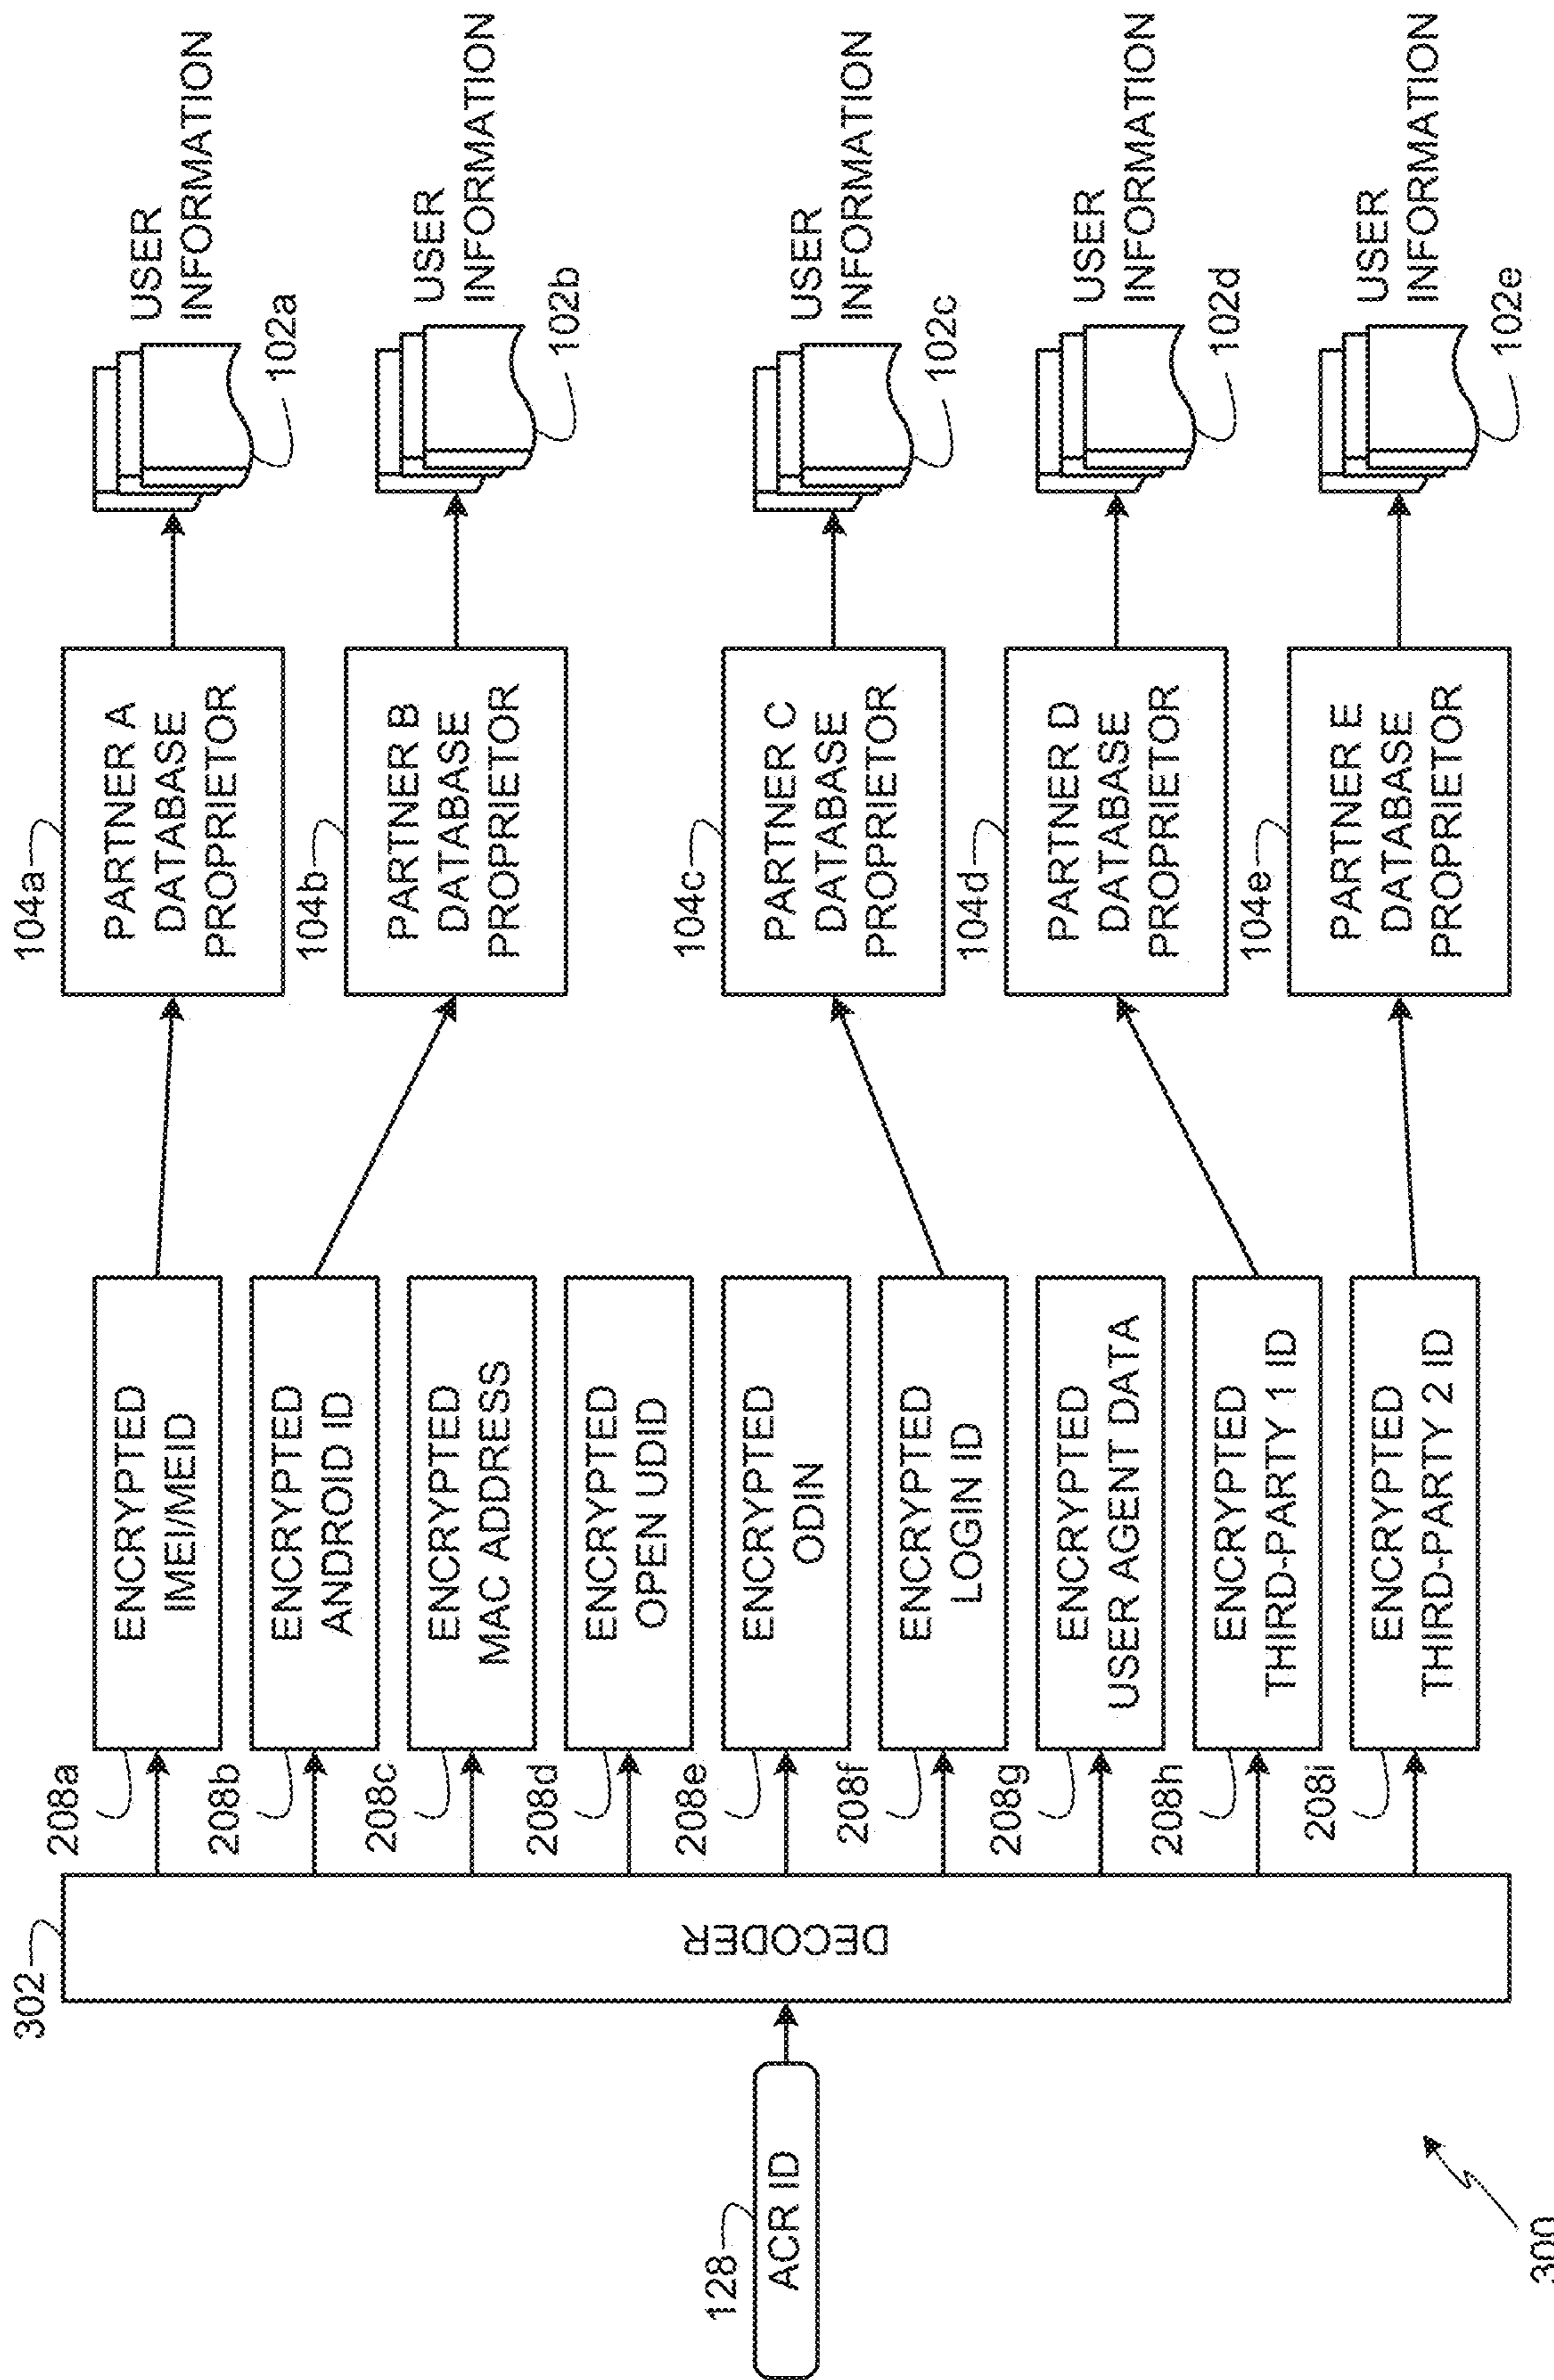 128
ACR ID
302
DECODER
208a
ENCRYPTED
IMEI/MEID
208b
ENCRYPTED
ANDROID ID
208c
ENCRYPTED
MAC ADDRESS
208d
ENCRYPTED
OPEN UDID
208e
ENCRYPTED
ODIN
208f
ENCRYPTED
LOGIN ID
208g
ENCRYPTED
USER AGENT DATA
208h
ENCRYPTED
THIRD-PARTY 1 ID
208i
ENCRYPTED
THIRD-PARTY 2 ID
104a
PARTNER A
DATABASE
PROPRIETOR
104b
PARTNER B
DATABASE
PROPRIETOR
104c
PARTNER C
DATABASE
PROPRIETOR
104d
PARTNER D
DATABASE
PROPRIETOR
104e
PARTNER E
DATABASE
PROPRIETOR
USER
INFORMATION
102a
USER
INFORMATION
102b
USER
INFORMATION
102c
USER
INFORMATION
102d
USER
INFORMATION
102e
300